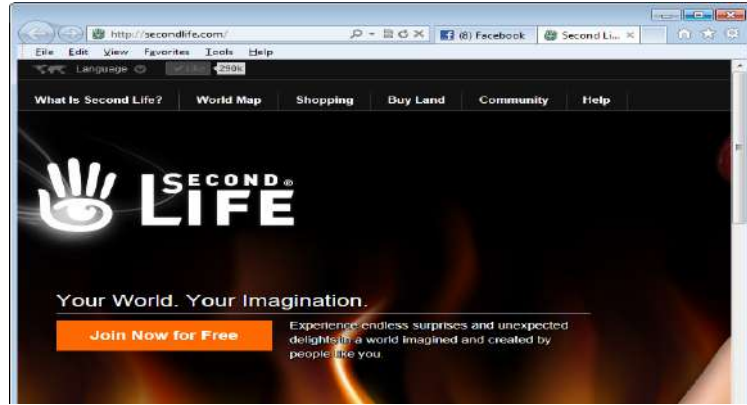 http://secondlife.com/
(8) Facebook
Second Li...
File Edit View Favorites Tools Help
Language
Like 290k
What Is Second Life? World Map Shopping Buy Land Community Help
SECOND®
LIFE
Your World. Your Imagination.
Join Now for Free
Experience endless surprises and unexpected
delights in a world imagined and created by
people like you.